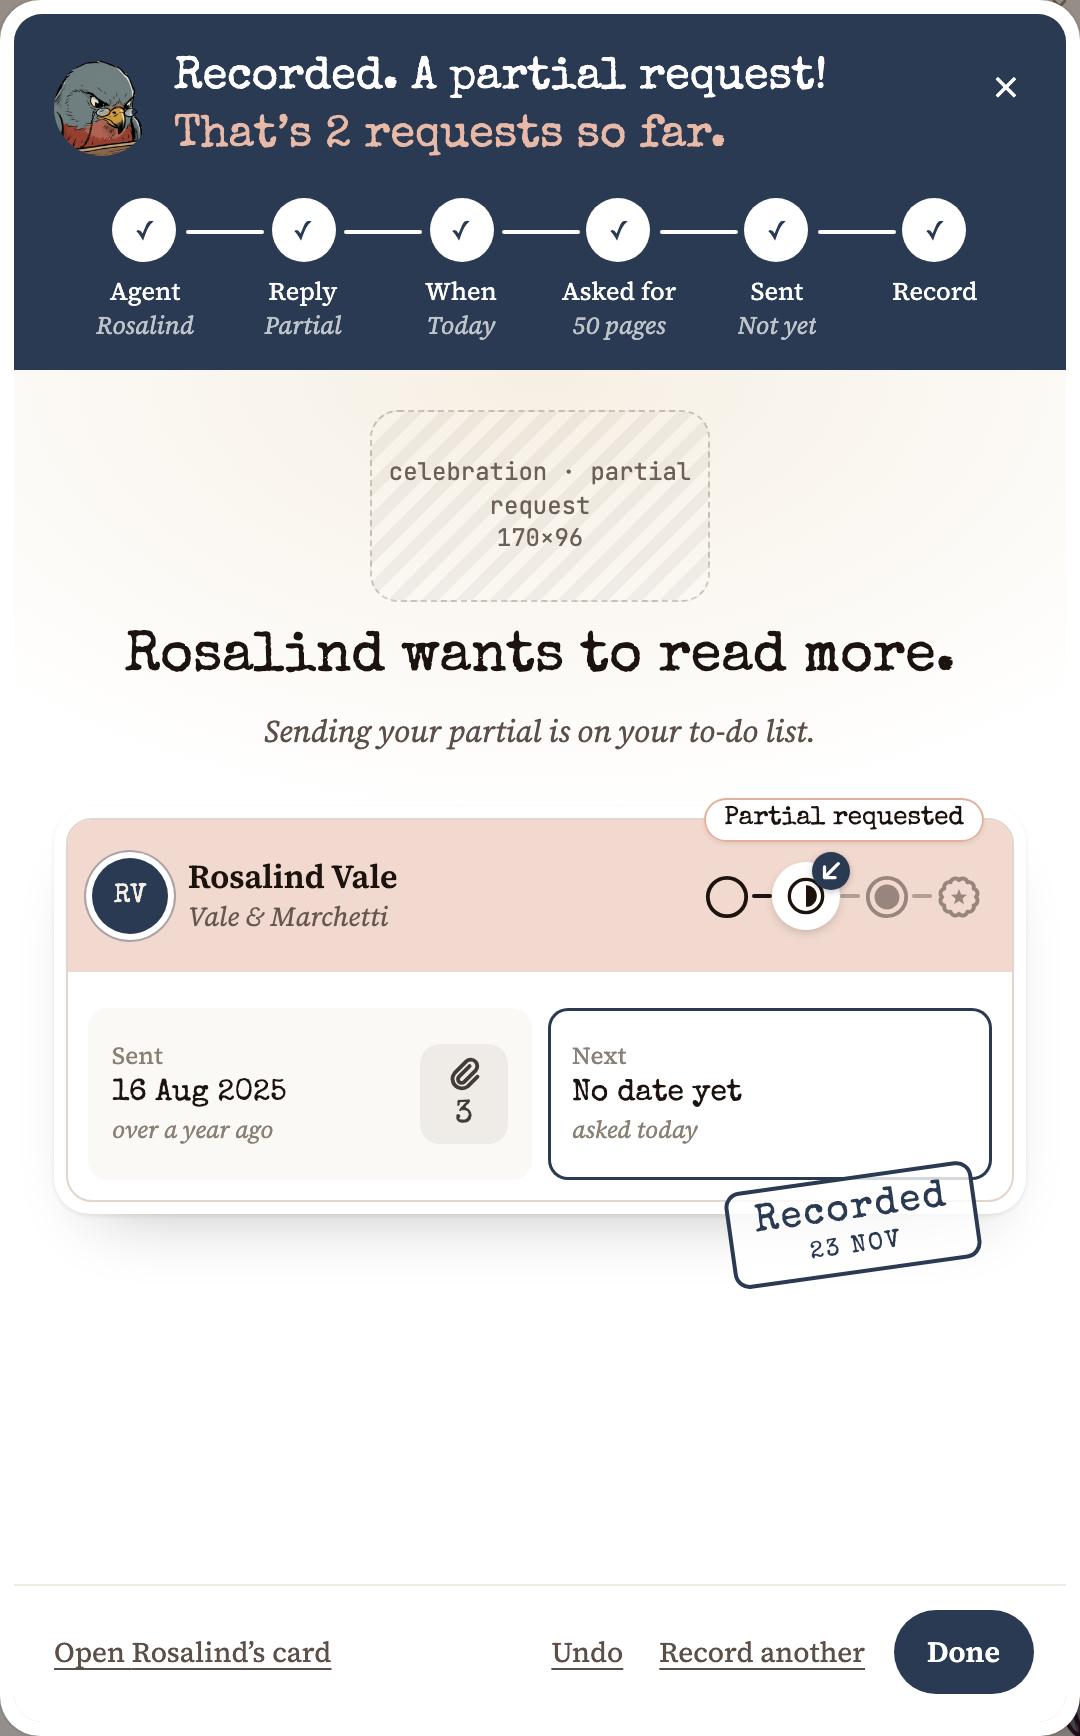 Recorded. A partial request!
That's 2 requests so far.
Agent
Rosalind
Reply
Partial
When
Today
Asked for
50 pages
Sent
Not yet
Record
celebration · partial
request
170×96
Rosalind wants to read more.
Sending your partial is on your to-do list.
Partial requested
RV
Rosalind Vale
Vale & Marchetti
Sent
16 Aug 2025
over a year ago
3
Next
No date yet
asked today
Recorded
23 NOV
Open Rosalind's card
Undo
Record another
Done